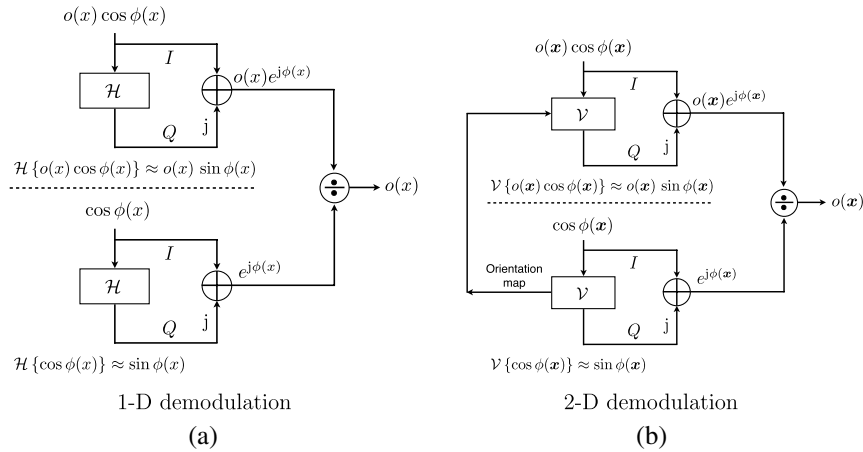 o(x) cos ϕ(x)
I
ℋ
o(x)e^{jϕ(x)}
Q
j
ℋ {o(x) cos ϕ(x)} ≈ o(x) sin ϕ(x)
÷
o(x)
cos ϕ(x)
I
ℋ
e^{jϕ(x)}
Q
j
ℋ {cos ϕ(x)} ≈ sin ϕ(x)
1-D demodulation
(a)
o(𝒙) cos ϕ(𝒙)
I
𝒱
o(𝒙)e^{jϕ(𝒙)}
Q
j
𝒱 {o(𝒙) cos ϕ(𝒙)} ≈ o(𝒙) sin ϕ(𝒙)
÷
o(𝒙)
cos ϕ(𝒙)
I
Orientation
map
𝒱
e^{jϕ(𝒙)}
Q
j
𝒱 {cos ϕ(𝒙)} ≈ sin ϕ(𝒙)
2-D demodulation
(b)